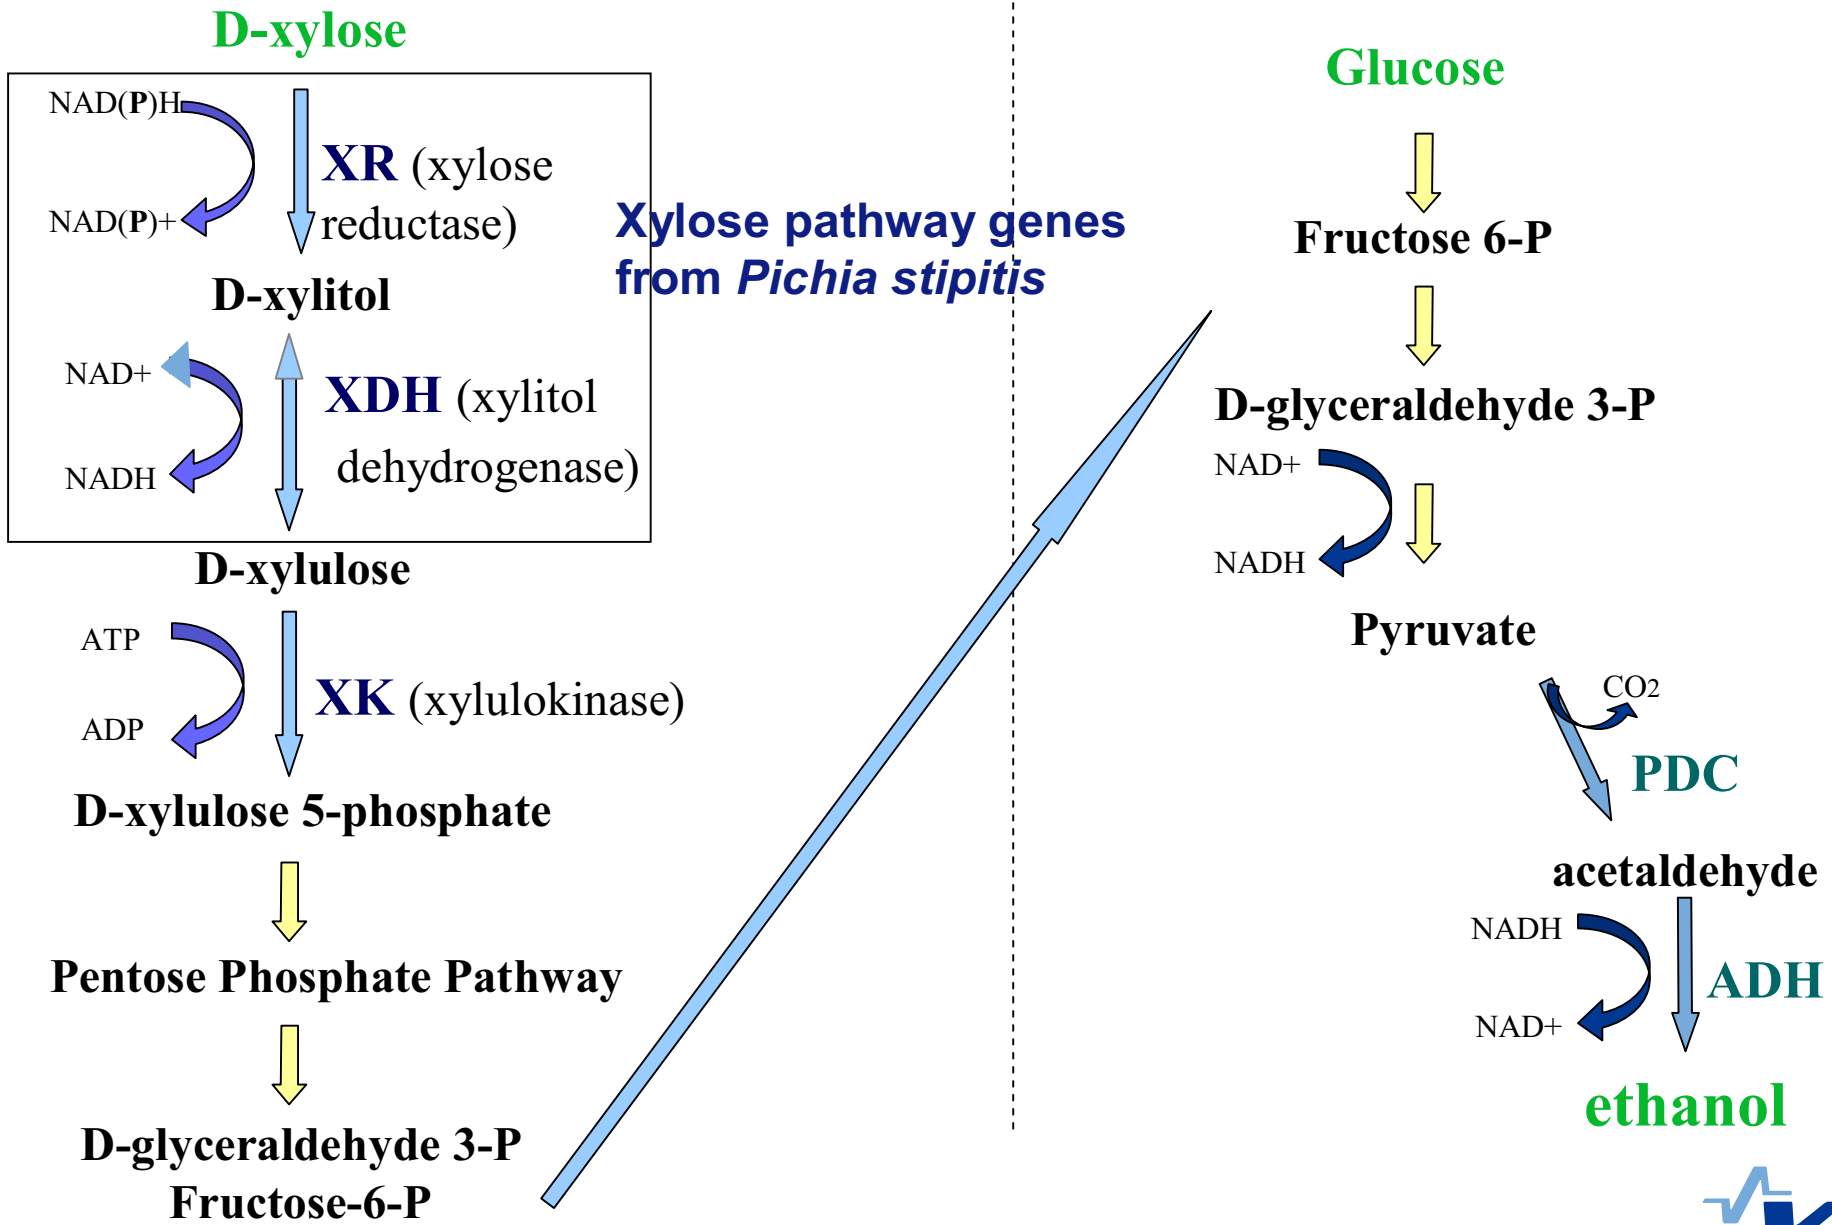 D-xylose
NAD(P)H
XR (xylose
reductase)
NAD(P)+
D-xylitol
NAD+
XDH (xylitol
dehydrogenase)
NADH
D-xylulose
ATP
XK (xylulokinase)
ADP
D-xylulose 5-phosphate
Pentose Phosphate Pathway
D-glyceraldehyde 3-P
Fructose-6-P
Xylose pathway genes
from Pichia stipitis
Glucose
Fructose 6-P
D-glyceraldehyde 3-P
NAD+
NADH
Pyruvate
CO2
PDC
acetaldehyde
NADH
ADH
NAD+
ethanol